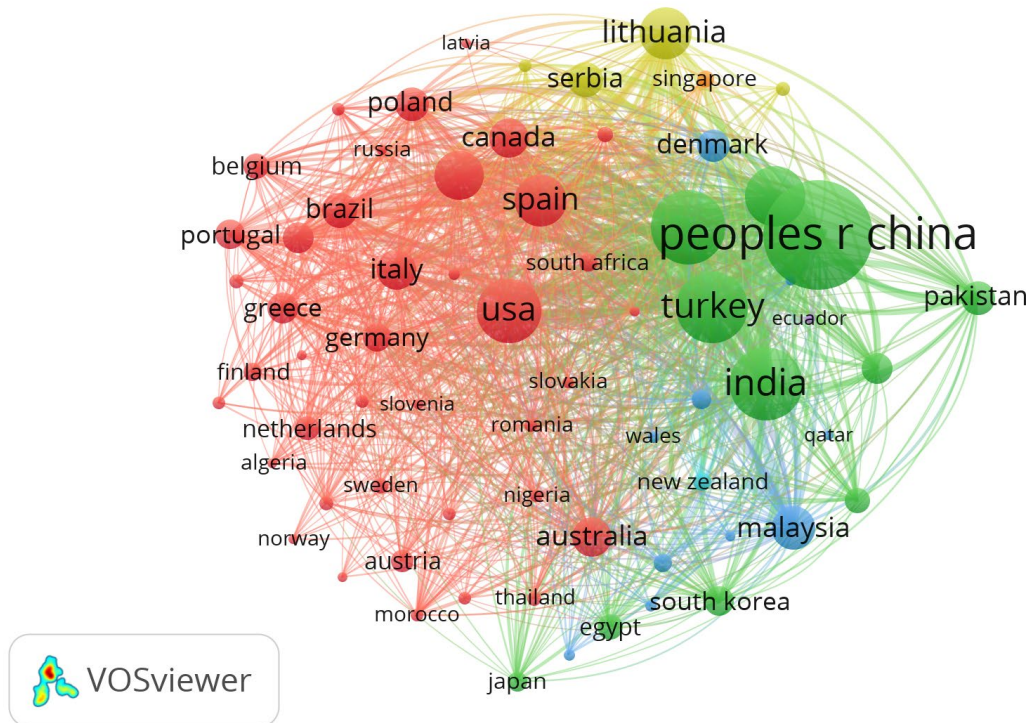 lithuania
latvia
serbia
singapore
poland
canada
denmark
russia
belgium
spain
brazil
portugal
peoples r china
italy
south africa
pakistan
greece
usa
turkey
ecuador
germany
finland
slovakia
india
slovenia
netherlands
romania
wales
qatar
algeria
sweden
new zealand
nigeria
malaysia
norway
australia
austria
thailand
south korea
morocco
egypt
japan
VOSviewer